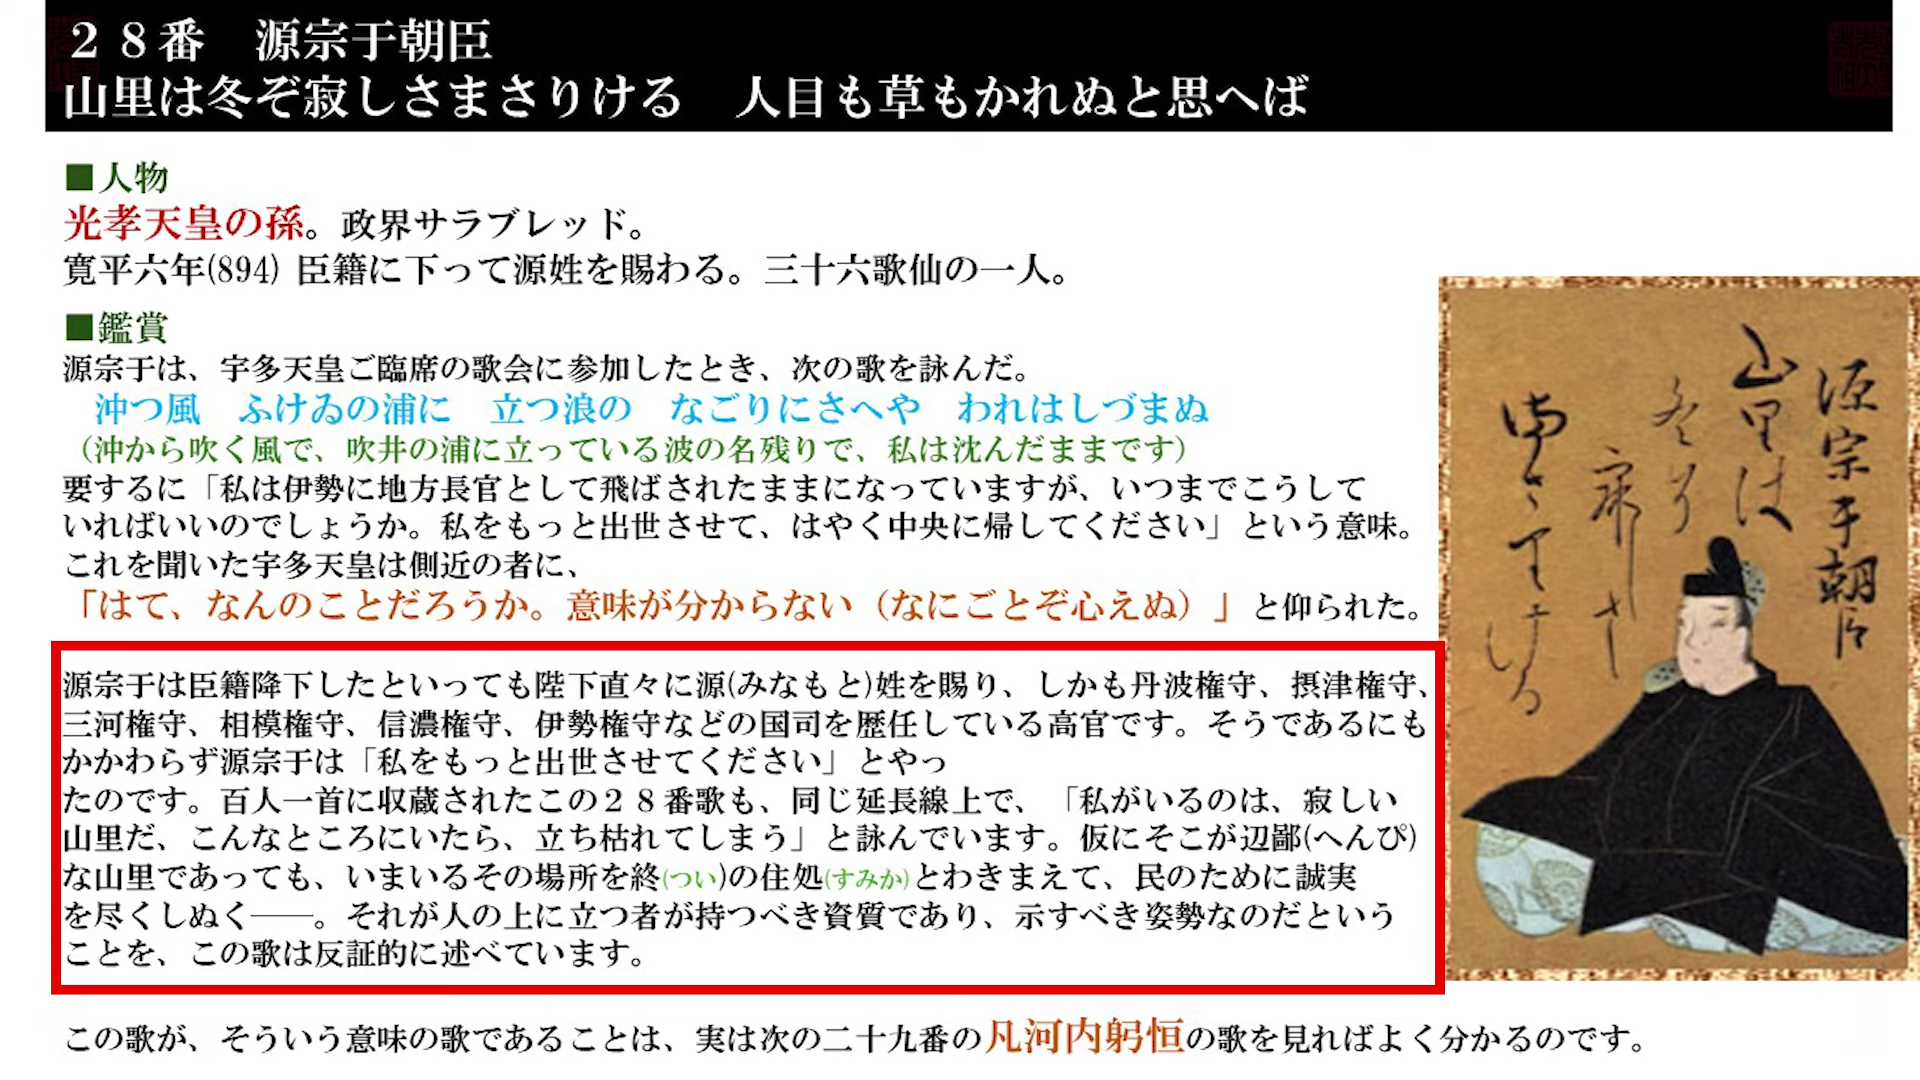 ２８番　源宗于朝臣
山里は冬ぞ寂しさまさりける　人目も草もかれぬと思へば
■人物
光孝天皇の孫。政界サラブレッド。
寛平六年(894) 臣籍に下って源姓を賜わる。三十六歌仙の一人。
■鑑賞
源宗于は、宇多天皇ご臨席の歌会に参加したとき、次の歌を詠んだ。
沖つ風　ふけゐの浦に　立つ浪の　なごりにさへや　われはしづまぬ
（沖から吹く風で、吹井の浦に立っている波の名残りで、私は沈んだままです）
要するに「私は伊勢に地方長官として飛ばされたままになっていますが、いつまでこうして
いればいいのでしょうか。私をもっと出世させて、はやく中央に帰してください」という意味。
これを聞いた宇多天皇は側近の者に、
「はて、なんのことだろうか。意味が分からない（なにごとぞ心えぬ）」と仰られた。
源宗于は臣籍降下したといっても陛下直々に源(みなもと)姓を賜り、しかも丹波権守、摂津権守、
三河権守、相模権守、信濃権守、伊勢権守などの国司を歴任している高官です。そうであるにも
かかわらず源宗于は「私をもっと出世させてください」とやっ
たのです。百人一首に収蔵されたこの２８番歌も、同じ延長線上で、「私がいるのは、寂しい
山里だ、こんなところにいたら、立ち枯れてしまう」と詠んでいます。仮にそこが辺鄙(へんぴ)
な山里であっても、いまいるその場所を終(つい)の住処(すみか)とわきまえて、民のために誠実
を尽くしぬく――。それが人の上に立つ者が持つべき資質であり、示すべき姿勢なのだという
ことを、この歌は反証的に述べています。
この歌が、そういう意味の歌であることは、実は次の二十九番の凡河内躬恒の歌を見ればよく分かるのです。
源宗于朝臣
山里は
冬ぞ
寂しさ